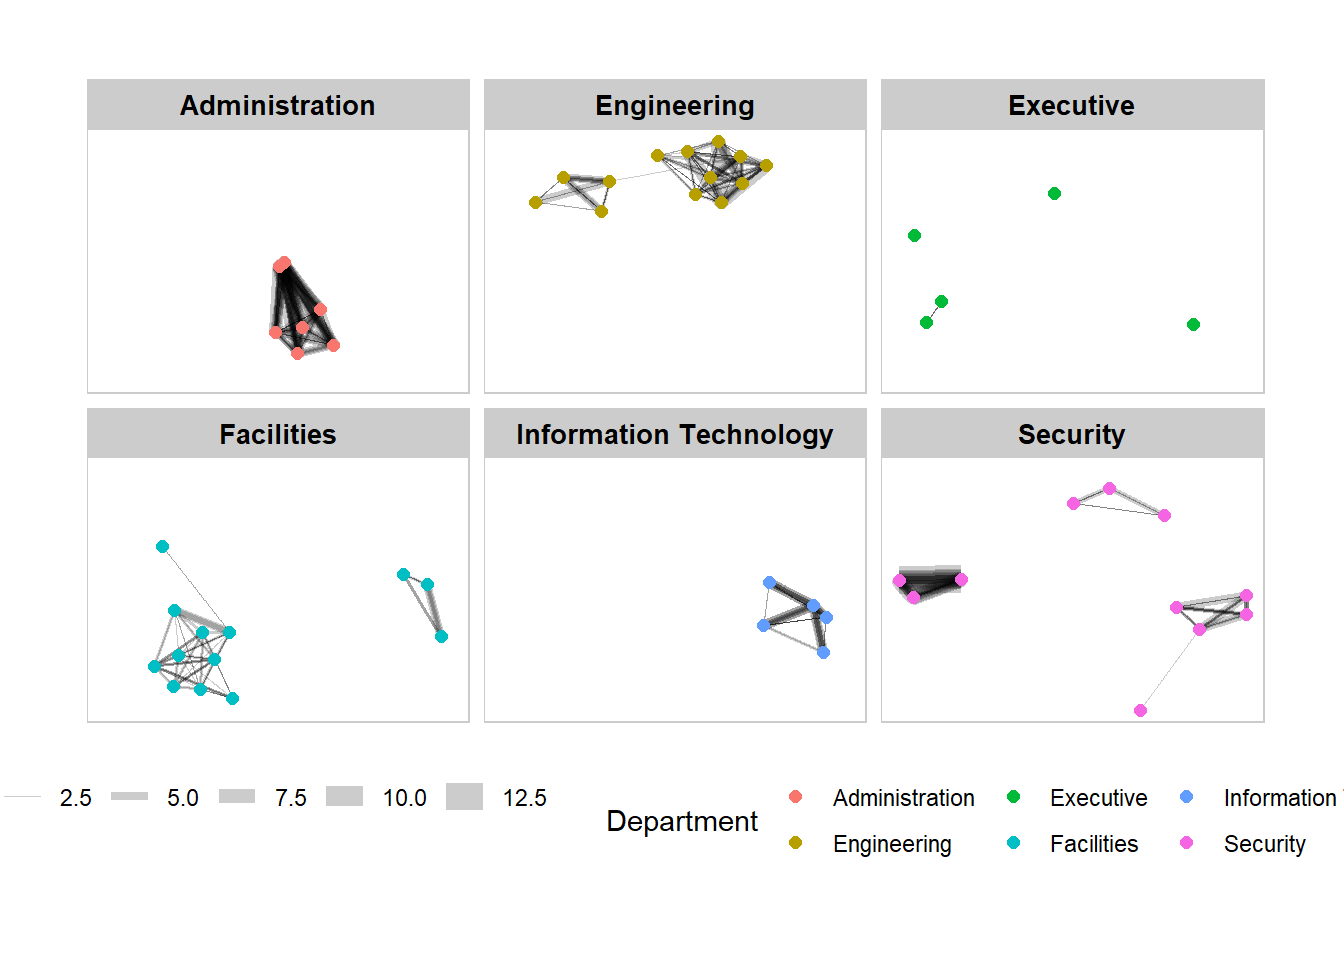 Administration
Engineering
Executive
Facilities
Information Technology
Security
2.5 5.0 7.5 10.0 12.5
Department
Administration Executive Information
Engineering Facilities Security